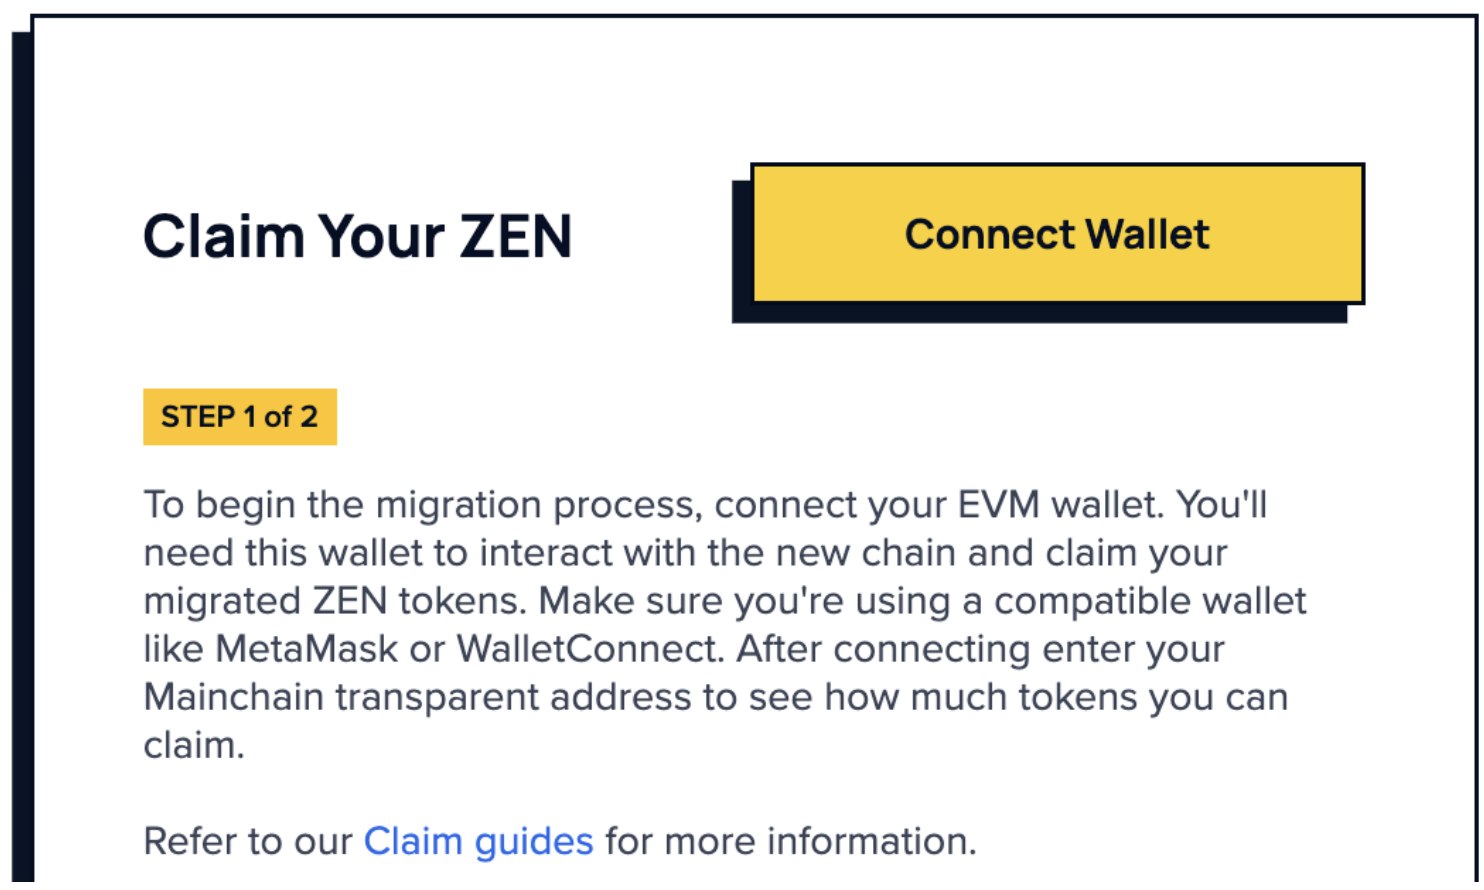 Claim Your ZEN
Connect Wallet
STEP 1 of 2
To begin the migration process, connect your EVM wallet. You'll
need this wallet to interact with the new chain and claim your
migrated ZEN tokens. Make sure you're using a compatible wallet
like MetaMask or WalletConnect. After connecting enter your
Mainchain transparent address to see how much tokens you can
claim.
Refer to our Claim guides for more information.